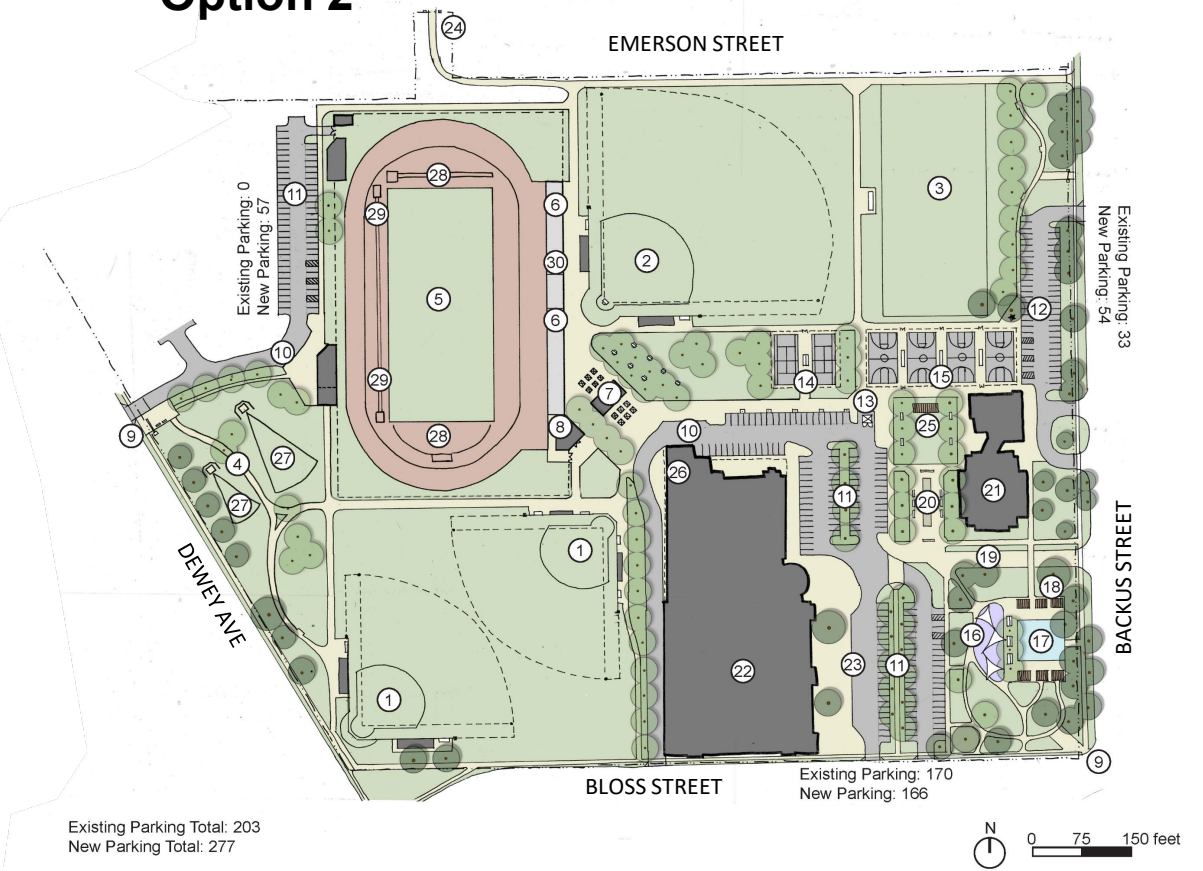 Option 2
24
EMERSON STREET
11
Existing Parking: 0
New Parking: 57
28
29
6
3
Existing Parking: 33
New Parking: 54
2
30
5
6
12
10
29
14
15
7
13
9
28
8
10
25
4
27
26
21
27
11
20
1
19
18
DEWEY AVE
16
17
BACKUS STREET
22
23
11
1
9
BLOSS STREET
Existing Parking: 170
New Parking: 166
Existing Parking Total: 203
New Parking Total: 277
N
0 75 150 feet